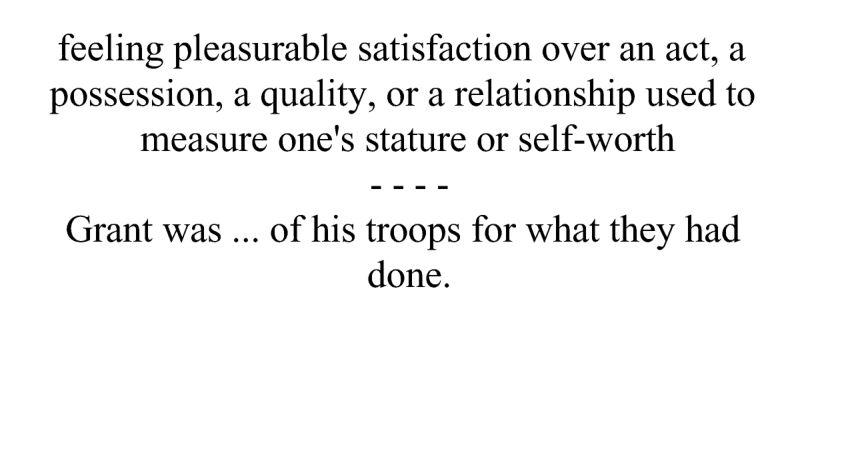 feeling pleasurable satisfaction over an act, a
possession, a quality, or a relationship used to
measure one's stature or self-worth
- - - -
Grant was ... of his troops for what they had
done.